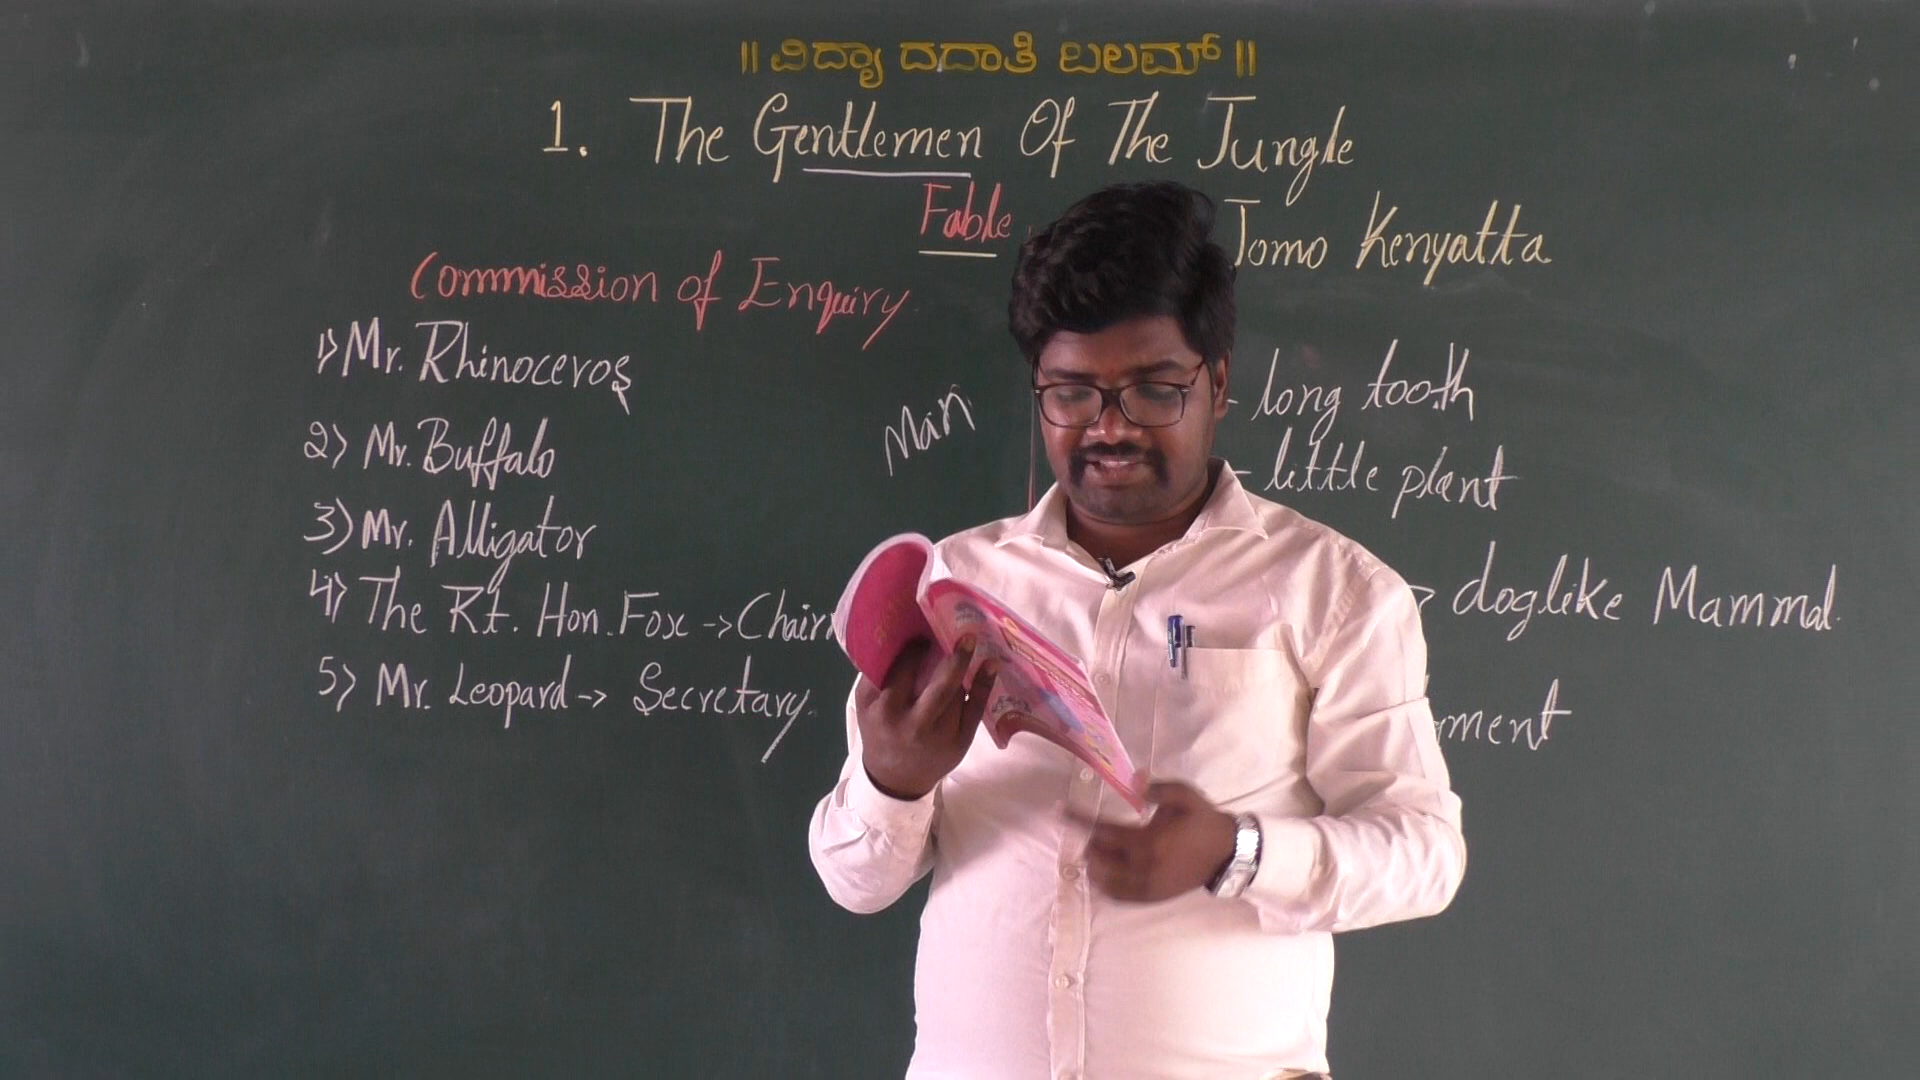 ॥ ವಿದ್ಯಾ ದದಾತಿ ಬಲಮ್ ॥
1. The Gentlemen Of The Jungle
Fable
Jomo Kenyatta
Commission of Enquiry
1) Mr. Rhinoceros
2) Mr. Buffalo
3) Mr. Alligator
4) The Rt. Hon. Fox -> Chair
5) Mr. Leopard -> Secretary.
Man
- long tooth
- little plant
> doglike Mammal.
ment